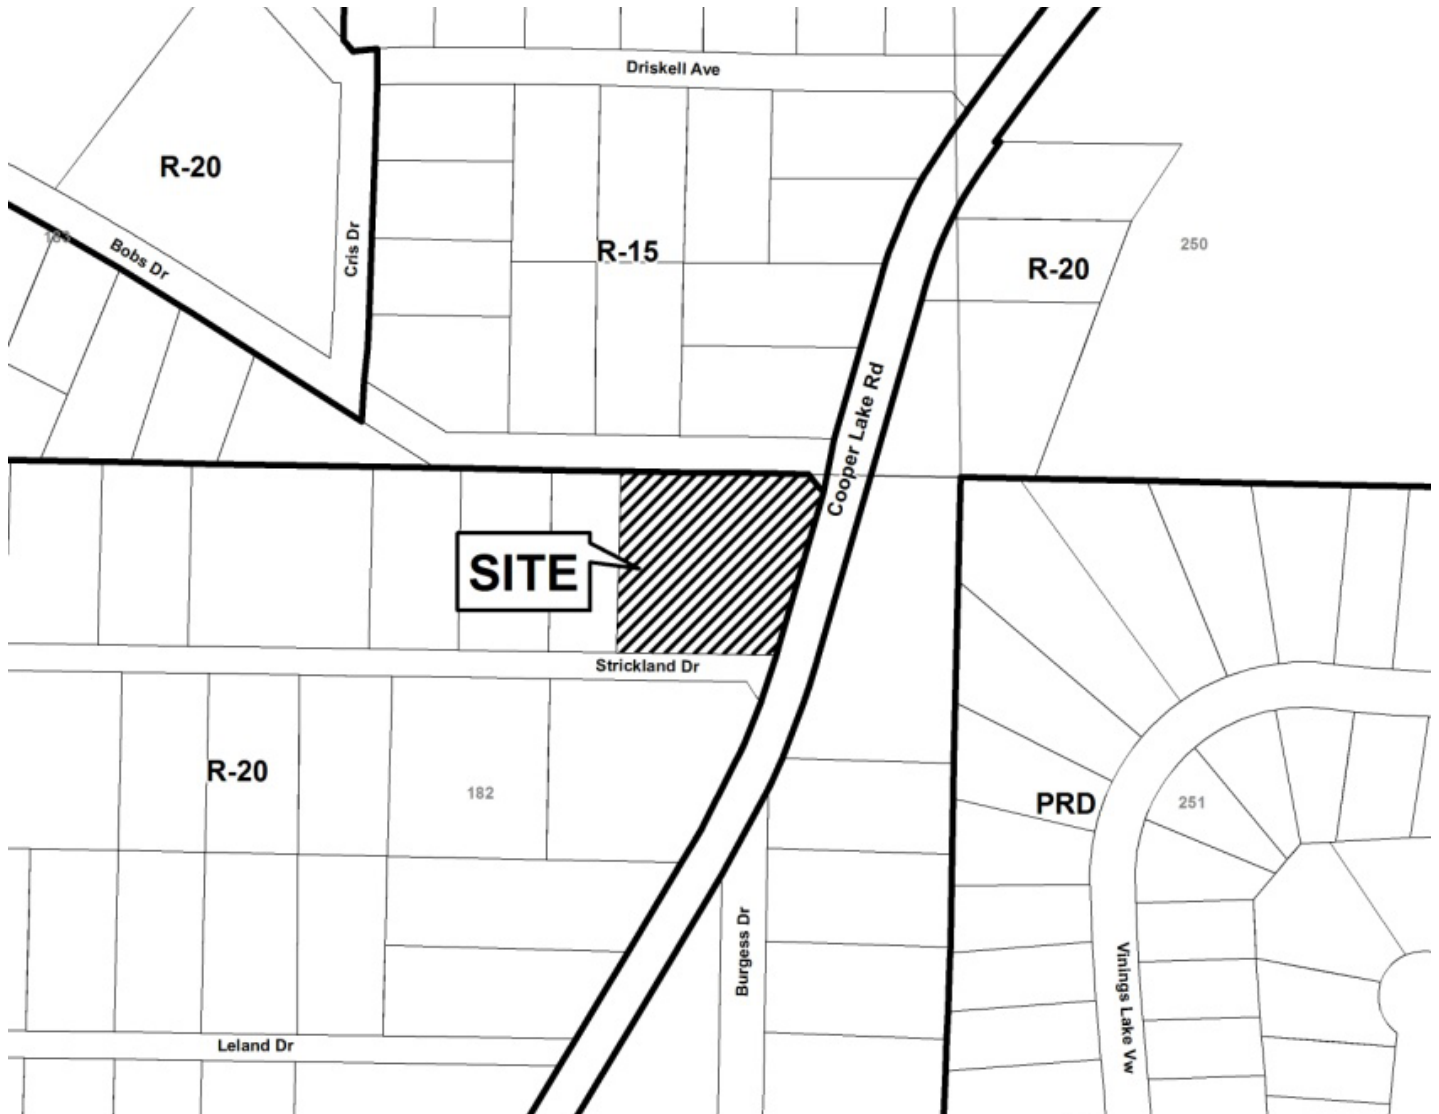 Driskell Ave
R-20
Cris Dr
Bobs Dr
R-15
250
R-20
Cooper Lake Rd
SITE
Strickland Dr
R-20
182
PRD
251
Burgess Dr
Vinings Lake Vw
Leland Dr